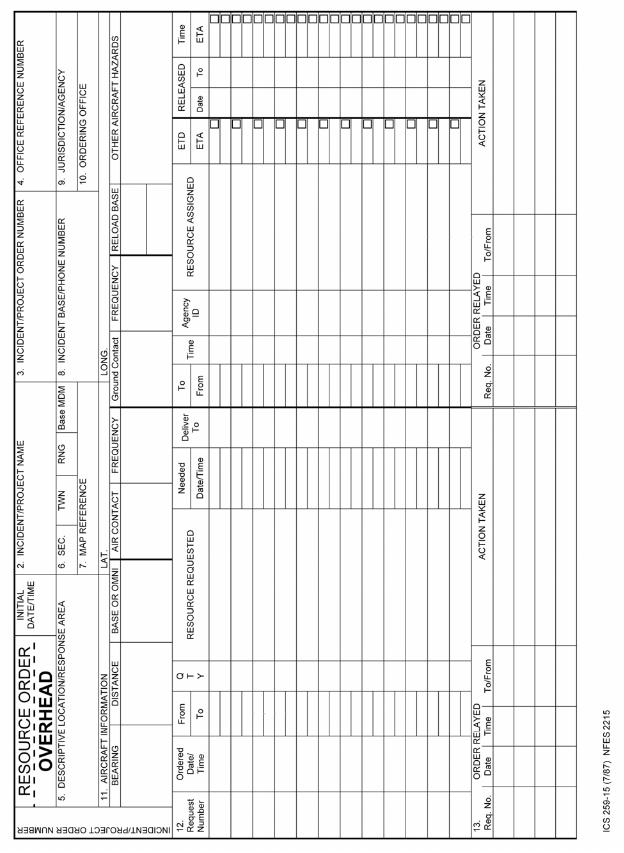 INCIDENT/PROJECT ORDER NUMBER
RESOURCE ORDER
OVERHEAD
INITIAL
DATE/TIME
2. INCIDENT/PROJECT NAME
3. INCIDENT/PROJECT ORDER NUMBER
4. OFFICE REFERENCE NUMBER
5. DESCRIPTIVE LOCATION/RESPONSE AREA
6. SEC. TWN RNG Base MDM
8. INCIDENT BASE/PHONE NUMBER
9. JURISDICTION/AGENCY
7. MAP REFERENCE
10. ORDERING OFFICE
11. AIRCRAFT INFORMATION
LAT. LONG.
BEARING DISTANCE BASE OR OMNI AIR CONTACT FREQUENCY Ground Contact FREQUENCY RELOAD BASE OTHER AIRCRAFT HAZARDS
12.
Request
Number
Ordered
Date/
Time
From
To
Q
T
Y
RESOURCE REQUESTED
Needed
Date/Time
Deliver
To
To
From
Time
Agency
ID
RESOURCE ASSIGNED
ETD
ETA
RELEASED
Date To
Time
ETA
13.
ORDER RELAYED
Req. No. Date Time To/From
ACTION TAKEN
ORDER RELAYED
Req. No. Date Time To/From
ACTION TAKEN
ICS 259-15 (7/87) NFES 2215